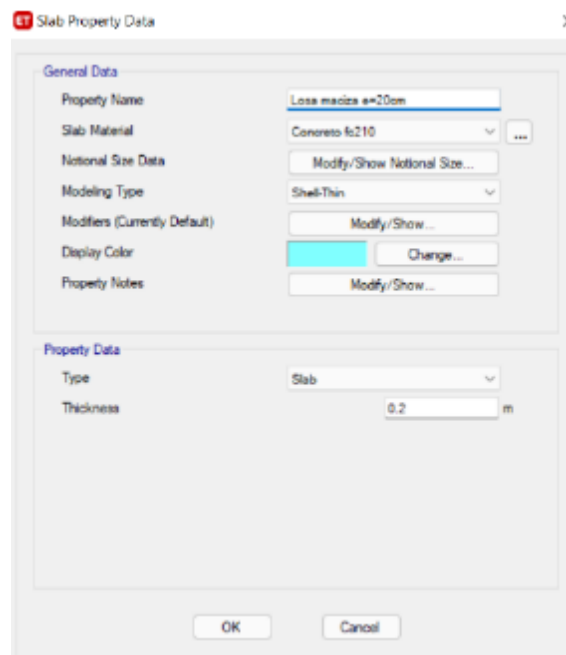 ET Slab Property Data
General Data
Property Name Losa maciza e=20cm
Slab Material Concreto fc210 ...
Notional Size Data Modify/Show Notional Size...
Modeling Type Shell-Thin
Modifiers (Currently Default) Modify/Show...
Display Color Change...
Property Notes Modify/Show...
Property Data
Type Slab
Thickness 0.2 m
OK Cancel